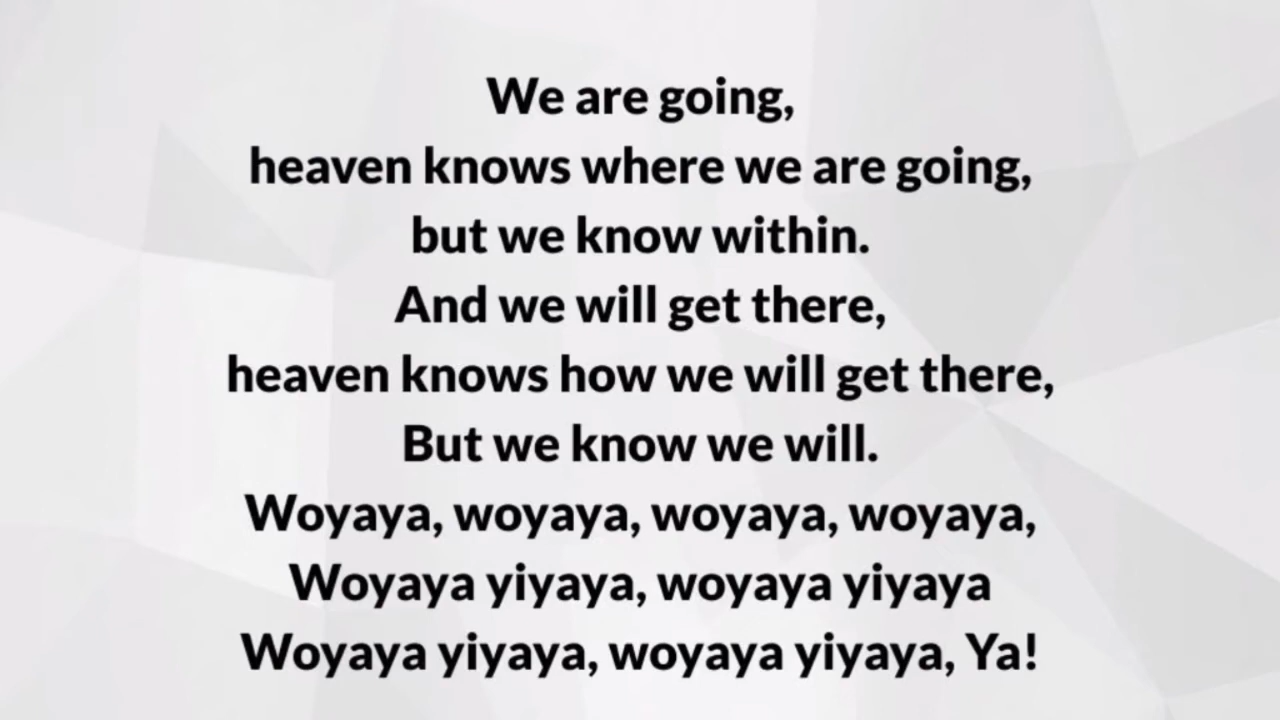 We are going,
heaven knows where we are going,
but we know within.
And we will get there,
heaven knows how we will get there,
But we know we will.
Woyaya, woyaya, woyaya, woyaya,
Woyaya yiyaya, woyaya yiyaya
Woyaya yiyaya, woyaya yiyaya, Ya!